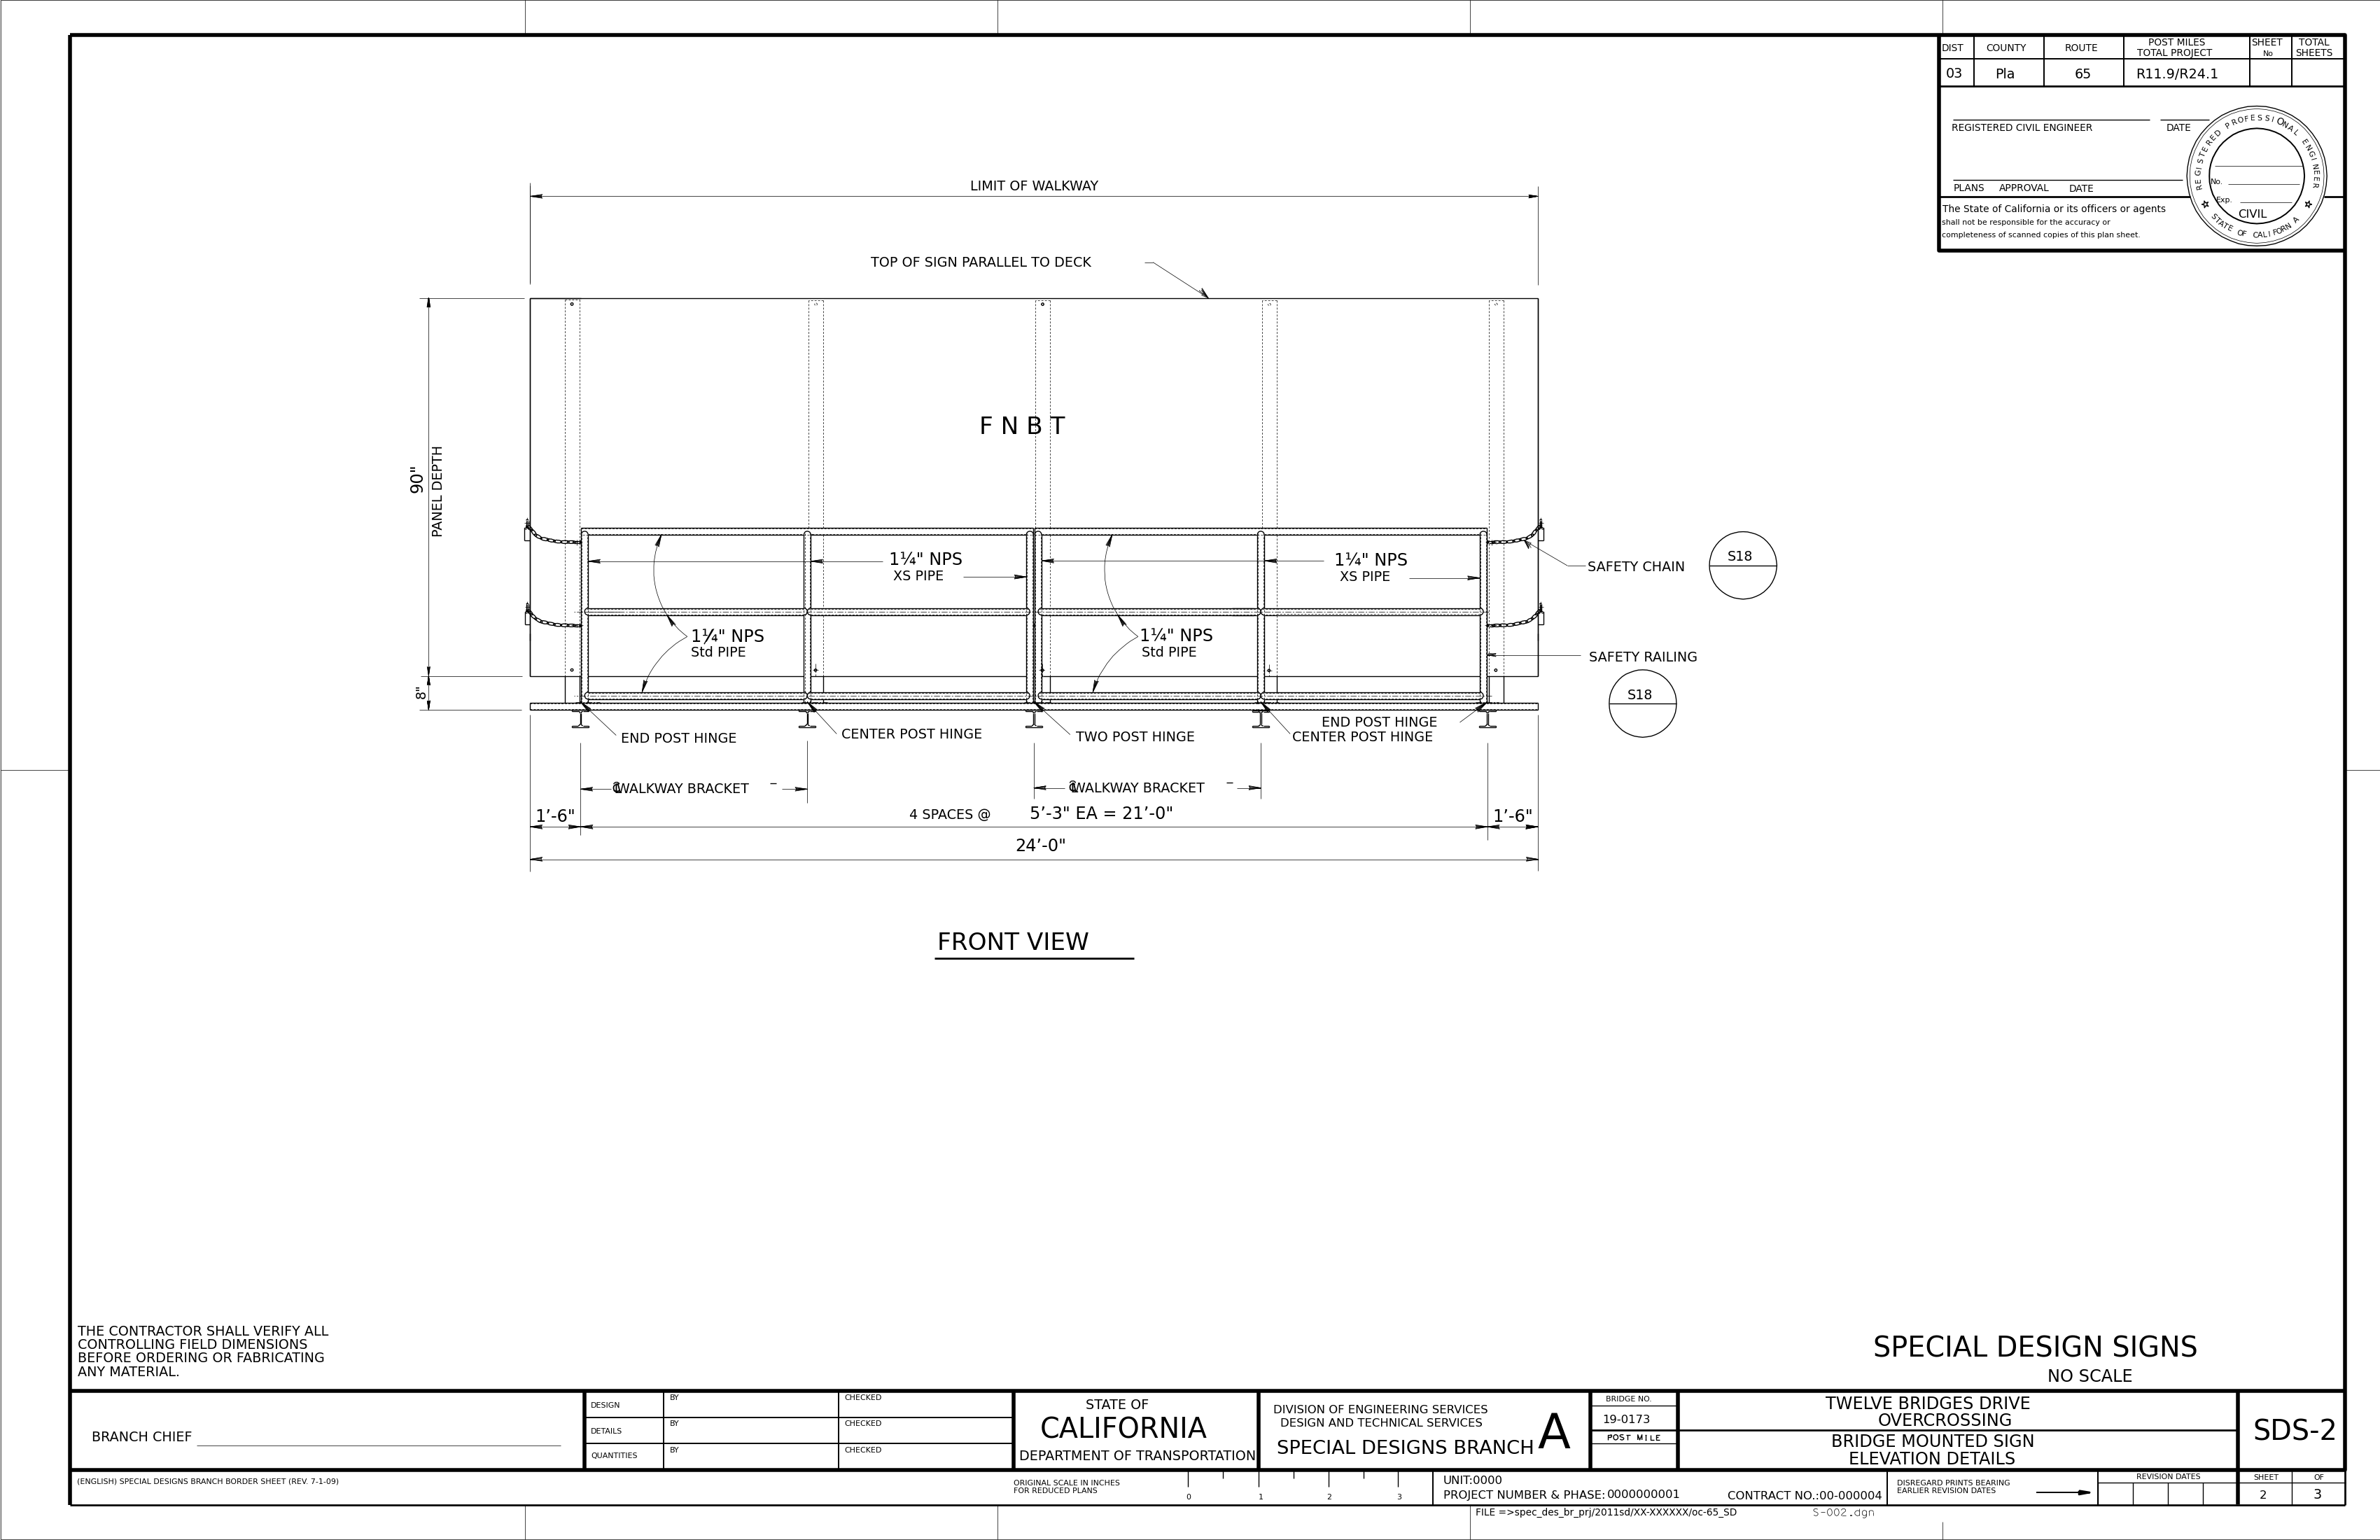 DIST COUNTY ROUTE POST MILES TOTAL PROJECT SHEET No TOTAL SHEETS
03 Pla 65 R11.9/R24.1
REGISTERED CIVIL ENGINEER DATE
PLANS APPROVAL DATE
The State of California or its officers or agents
shall not be responsible for the accuracy or
completeness of scanned copies of this plan sheet.
REGISTERED PROFESSIONAL ENGINEER
No.
Exp.
CIVIL
STATE OF CALIFORN A
LIMIT OF WALKWAY
TOP OF SIGN PARALLEL TO DECK
F N B T
90"
PANEL DEPTH
8"
1¼" NPS
XS PIPE
1¼" NPS
XS PIPE
1¼" NPS
Std PIPE
1¼" NPS
Std PIPE
SAFETY CHAIN
S18
SAFETY RAILING
S18
END POST HINGE
CENTER POST HINGE
TWO POST HINGE
END POST HINGE
CENTER POST HINGE
WALKWAY BRACKET
WALKWAY BRACKET
1’-6"
4 SPACES @ 5’-3" EA = 21’-0"
1’-6"
24’-0"
FRONT VIEW
THE CONTRACTOR SHALL VERIFY ALL
CONTROLLING FIELD DIMENSIONS
BEFORE ORDERING OR FABRICATING
ANY MATERIAL.
SPECIAL DESIGN SIGNS
NO SCALE
BRANCH CHIEF
DESIGN BY CHECKED
DETAILS BY CHECKED
QUANTITIES BY CHECKED
STATE OF
CALIFORNIA
DEPARTMENT OF TRANSPORTATION
DIVISION OF ENGINEERING SERVICES
DESIGN AND TECHNICAL SERVICES
SPECIAL DESIGNS BRANCH A
BRIDGE NO.
19-0173
POST MILE
TWELVE BRIDGES DRIVE
OVERCROSSING
BRIDGE MOUNTED SIGN
ELEVATION DETAILS
SDS-2
(ENGLISH) SPECIAL DESIGNS BRANCH BORDER SHEET (REV. 7-1-09)
ORIGINAL SCALE IN INCHES
FOR REDUCED PLANS
0 1 2 3
UNIT:0000
PROJECT NUMBER & PHASE: 0000000001
CONTRACT NO.:00-000004
DISREGARD PRINTS BEARING
EARLIER REVISION DATES
REVISION DATES
SHEET OF
2 3
FILE =>spec_des_br_prj/2011sd/XX-XXXXXX/oc-65_SD S-002.dgn